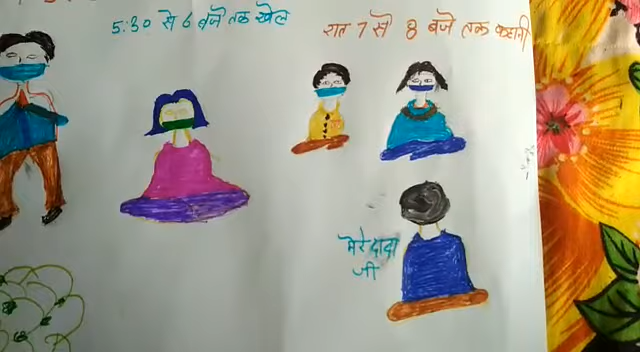 5:30 से 6 बजे तक खेल
रात 7 से 8 बजे तक कहानी
मेरे दादा
जी